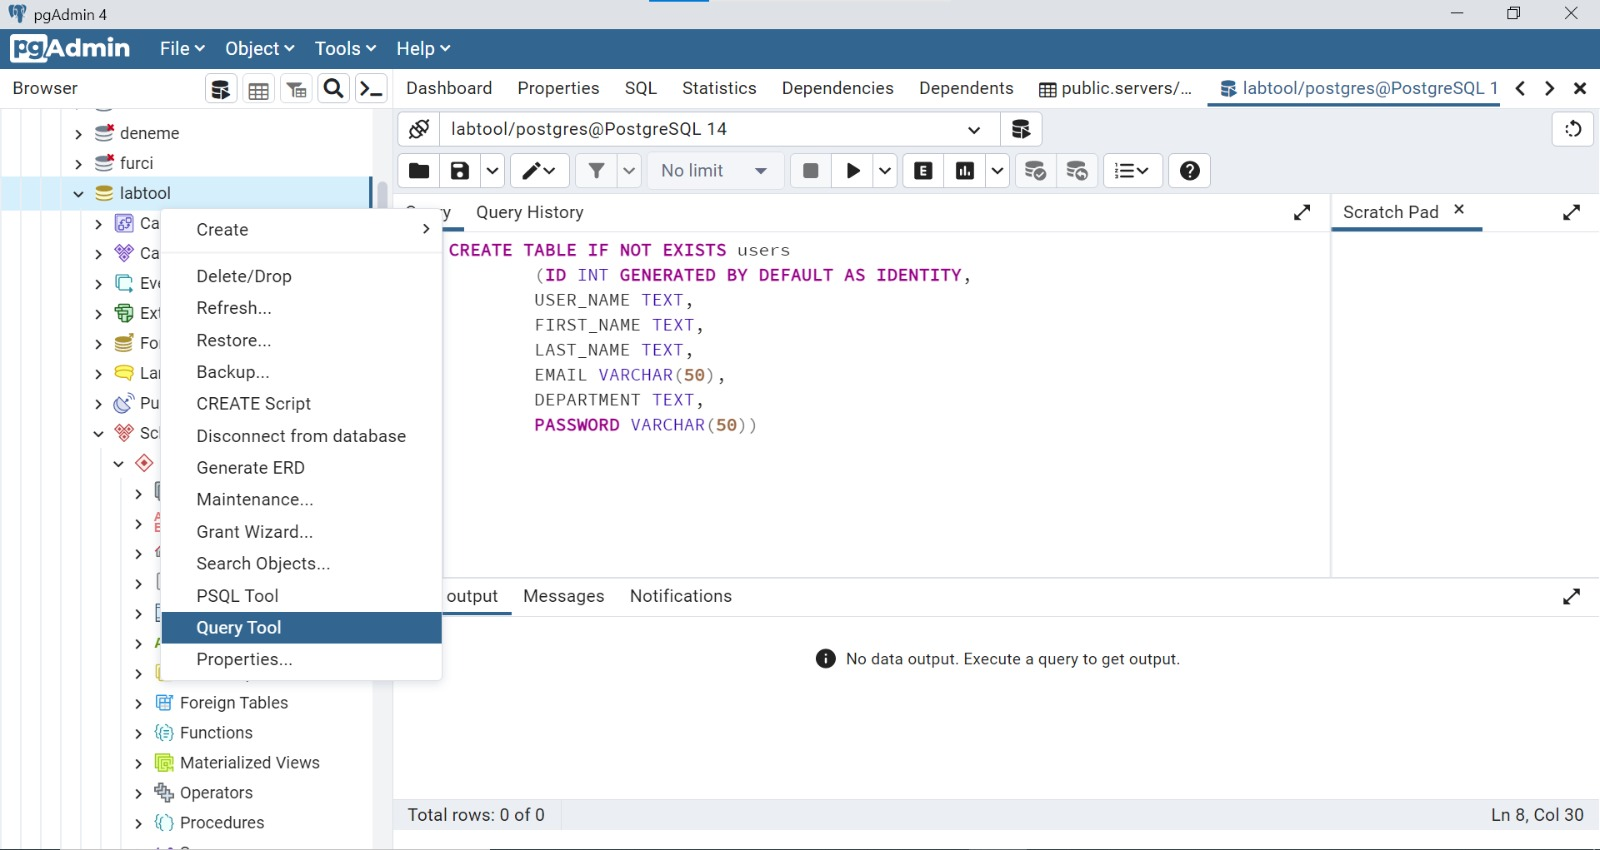 pgAdmin 4
pgAdmin File Object Tools Help
Browser
Dashboard Properties SQL Statistics Dependencies Dependents public.servers/... labtool/postgres@PostgreSQL 1
deneme
furci
labtool
Ca
Ca
Eve
Ext
Fo
La
Pu
Sc
Foreign Tables
Functions
Materialized Views
Operators
Procedures
Create
Delete/Drop
Refresh...
Restore...
Backup...
CREATE Script
Disconnect from database
Generate ERD
Maintenance...
Grant Wizard...
Search Objects...
PSQL Tool
Query Tool
Properties...
labtool/postgres@PostgreSQL 14
No limit
E
Query History
Scratch Pad
CREATE TABLE IF NOT EXISTS users
(ID INT GENERATED BY DEFAULT AS IDENTITY,
USER_NAME TEXT,
FIRST_NAME TEXT,
LAST_NAME TEXT,
EMAIL VARCHAR(50),
DEPARTMENT TEXT,
PASSWORD VARCHAR(50))
output Messages Notifications
No data output. Execute a query to get output.
Total rows: 0 of 0
Ln 8, Col 30